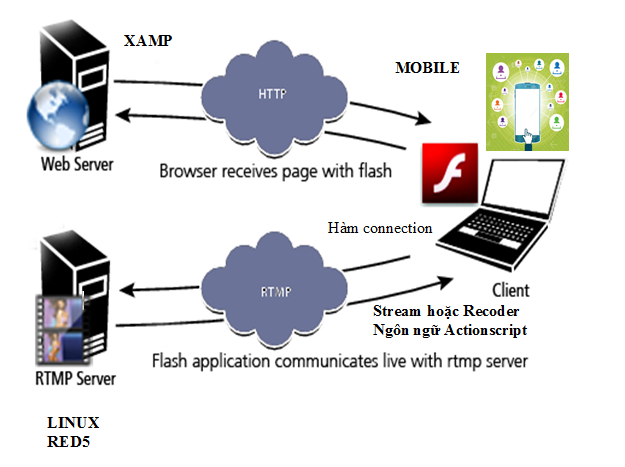 XAMP
HTTP
MOBILE
Web Server
Browser receives page with flash
Hàm connection
RTMP
Client
Stream hoặc Recoder
Ngôn ngữ Actionscript
Flash application communicates live with rtmp server
RTMP Server
LINUX
RED5